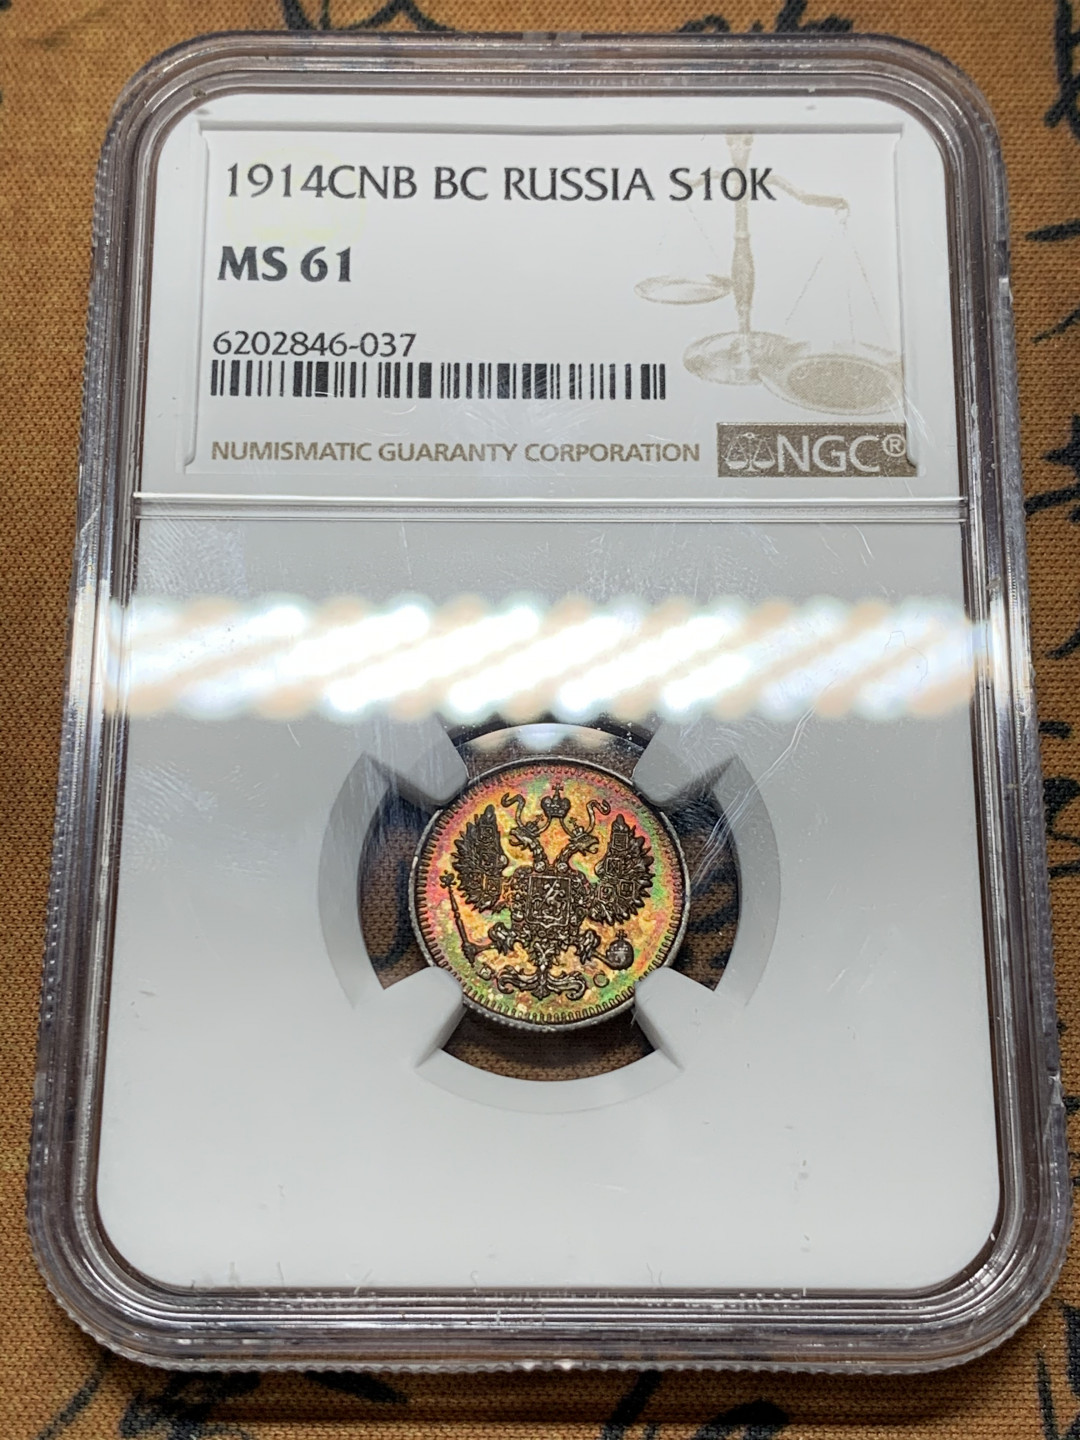 1914CNB BC RUSSIA S10K
MS 61
6202846-037
NUMISMATIC GUARANTY CORPORATION NGC®